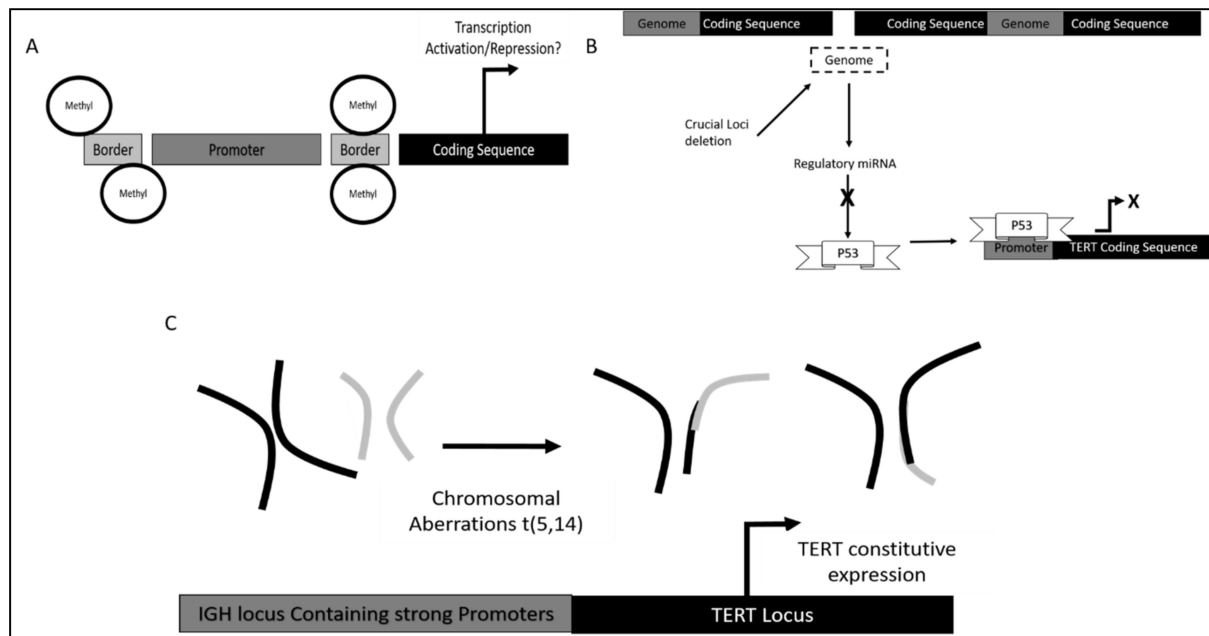 A
Transcription
Activation/Repression?
Methyl
Methyl
Border
Promoter
Border
Coding Sequence
Methyl
Methyl
B
Genome
Coding Sequence
Coding Sequence
Genome
Coding Sequence
Genome
Crucial Loci
deletion
Regulatory miRNA
X
P53
P53
X
Promoter
TERT Coding Sequence
C
Chromosomal
Aberrations t(5,14)
TERT constitutive
expression
IGH locus Containing strong Promoters
TERT Locus